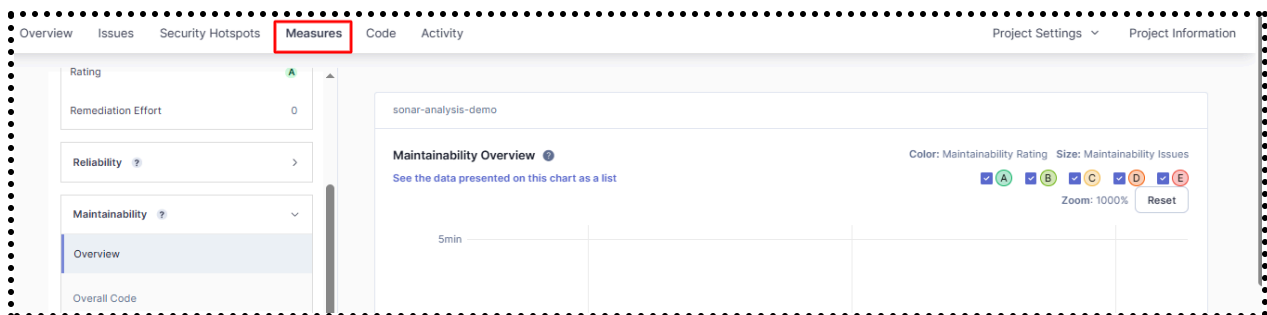 Overview Issues Security Hotspots Measures Code Activity Project Settings Project Information
Rating A
Remediation Effort 0
Reliability ?
Maintainability ?
Overview
Overall Code
sonar-analysis-demo
Maintainability Overview ?
Color: Maintainability Rating Size: Maintainability Issues
See the data presented on this chart as a list
A B C D E
Zoom: 1000% Reset
5min